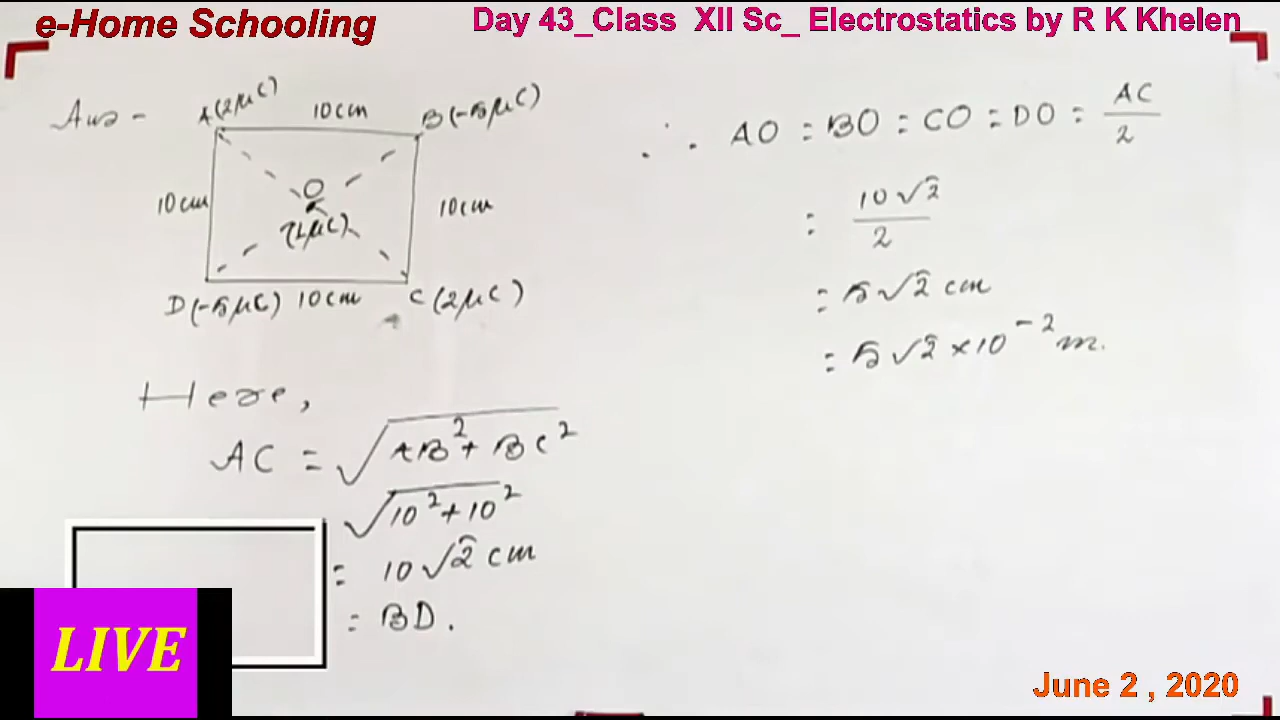 e-Home Schooling
Day 43_Class XII Sc_ Electrostatics by R K Khelen
Ans -
A(2μC)
10cm
B(-5μC)
10cm
O
(1μC)
10cm
D(-5μC)
10cm
C(2μC)
Here,
AC = √AB²+BC²
√10²+10²
= 10√2 cm
= BD.
∴ AO = BO = CO = DO = AC/2
= 10√2/2
= 5√2 cm
= 5√2×10⁻² m.
LIVE
June 2 , 2020